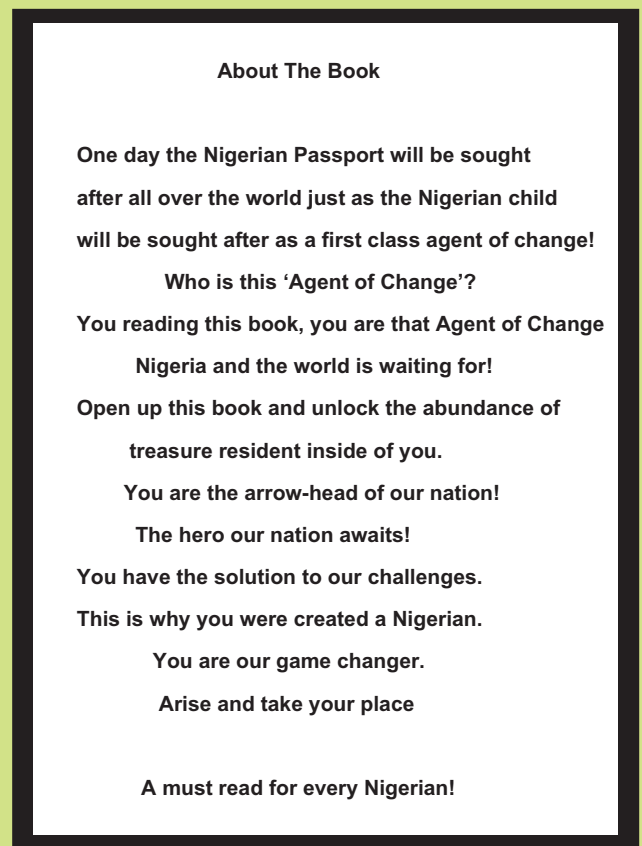 About The Book
One day the Nigerian Passport will be sought
after all over the world just as the Nigerian child
will be sought after as a first class agent of change!
Who is this ‘Agent of Change’?
You reading this book, you are that Agent of Change
Nigeria and the world is waiting for!
Open up this book and unlock the abundance of
treasure resident inside of you.
You are the arrow-head of our nation!
The hero our nation awaits!
You have the solution to our challenges.
This is why you were created a Nigerian.
You are our game changer.
Arise and take your place
A must read for every Nigerian!